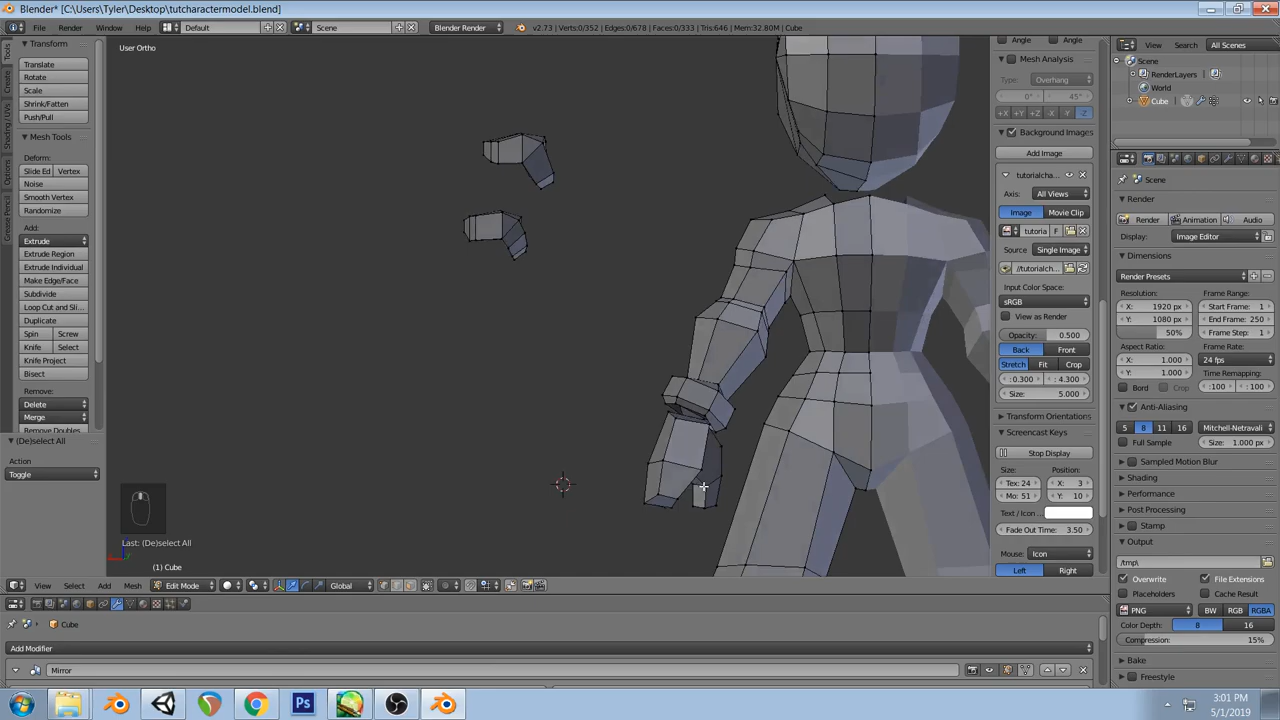 Blender* [C:\Users\Tyler\Desktop\tutcharactermodel.blend]
File Render Window Help Default Scene Blender Render v2.73 | Verts:0/352 | Edges:0/678 | Faces:0/333 | Tris:646 | Mem:32.80M | Cube
Tools
Create
Shading / UVs
Options
Grease Pencil
Transform
Translate
Rotate
Scale
Shrink/Fatten
Push/Pull
Mesh Tools
Deform:
Slide Ed Vertex
Noise
Smooth Vertex
Randomize
Add:
Extrude
Extrude Region
Extrude Individual
Inset Faces
Make Edge/Face
Subdivide
Loop Cut and Sli...
Duplicate
Spin Screw
Knife Select
Knife Project
Bisect
Remove:
Delete
Merge
Remove Doubles
(De)select All
Action
Toggle
User Ortho
Last: (De)select All
(1) Cube
View Select Add Mesh Edit Mode Global
Cube
Add Modifier
Mirror
Angle Angle
Mesh Analysis
Type: Overhang
0° 45°
+X +Y +Z -X -Y -Z
Background Images
Add Image
tutorialcha...
Axis: All Views
Image Movie Clip
tutoria F
Source Single Image
//tutorialch...
Input Color Space:
sRGB
View as Render
Opacity: 0.500
Back Front
Stretch Fit Crop
: 0.300 : 4.300
Size: 5.000
Transform Orientations
Screencast Keys
Stop Display
Size: Position:
Tex: 24 X: 3
Mo: 51 Y: 10
Text / Icon ...
Fade Out Time: 3.50
Mouse: Icon
Left Right
View Search All Scenes
Scene
RenderLayers
World
Cube
Scene
Render
Render Animation Audio
Display: Image Editor
Dimensions
Render Presets
Resolution: Frame Range:
X: 1920 px Start Frame: 1
Y: 1080 px End Frame: 250
50% Frame Step: 1
Aspect Ratio: Frame Rate:
X: 1.000 24 fps
Y: 1.000 Time Remapping:
Bord Crop :100 :100
Anti-Aliasing
5 8 11 16 Mitchell-Netravali
Full Sample Size: 1.000 px
Sampled Motion Blur
Shading
Performance
Post Processing
Stamp
Output
/tmp\
Overwrite File Extensions
Placeholders Cache Result
PNG BW RGB RGBA
Color Depth: 8 16
Compression: 15%
Bake
Freestyle
Ps
3:01 PM
5/1/2019